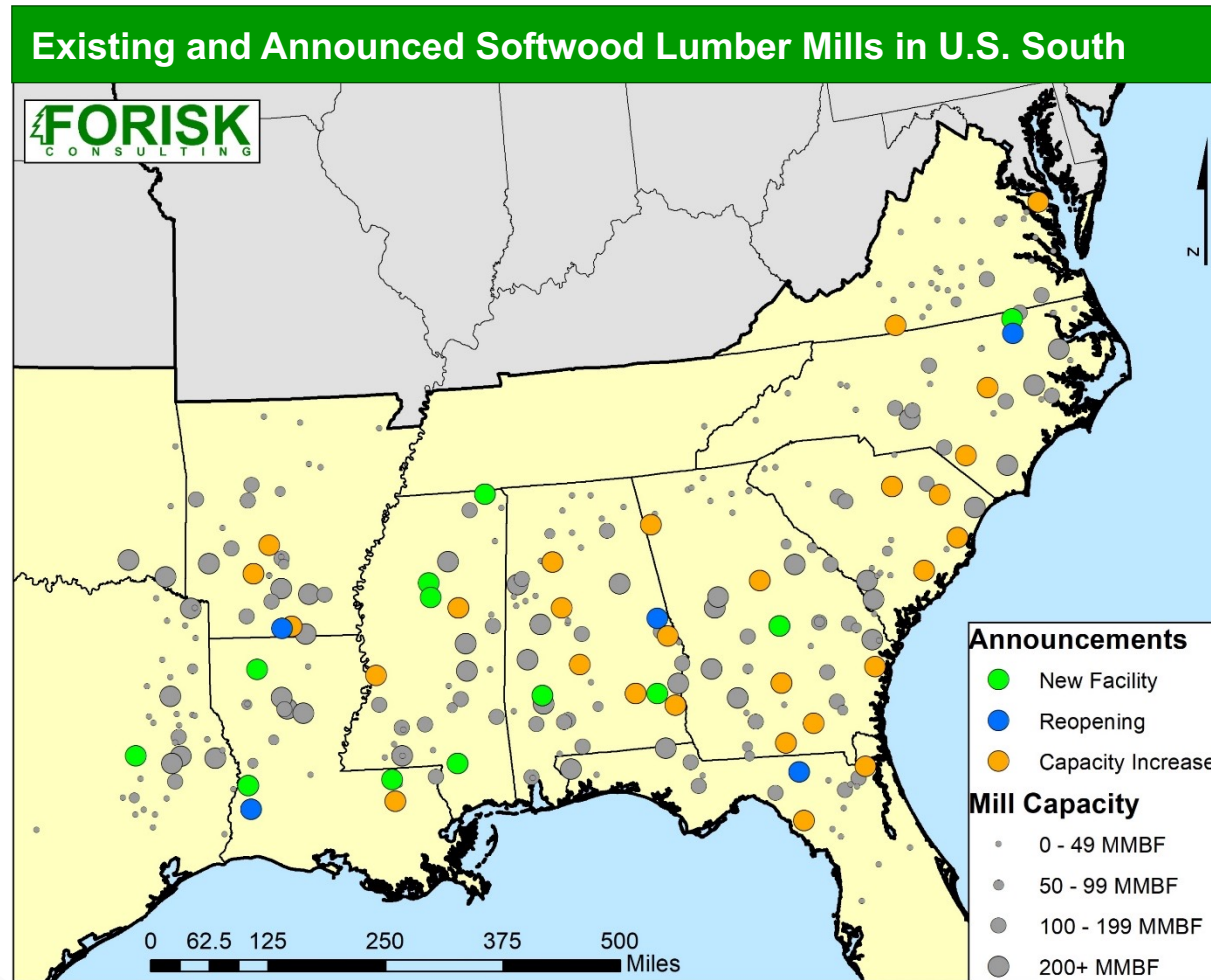 Existing and Announced Softwood Lumber Mills in U.S. South
FORISK
CONSULTING
N
Announcements
New Facility
Reopening
Capacity Increase
Mill Capacity
0 - 49 MMBF
50 - 99 MMBF
100 - 199 MMBF
200+ MMBF
0 62.5 125 250 375 500
Miles